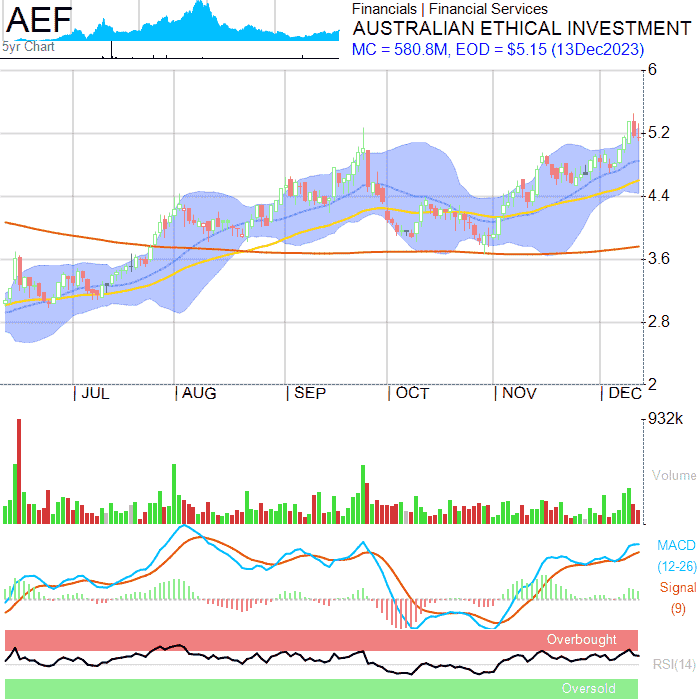 AEF
5yr Chart
Financials | Financial Services
AUSTRALIAN ETHICAL INVESTMENT
MC = 580.8M, EOD = $5.15 (13Dec2023)
6
5.2
4.4
3.6
2.8
2
| JUL | AUG | SEP | OCT | NOV | DEC
932k
Volume
MACD
(12-26)
Signal
(9)
Overbought
RSI(14)
Oversold